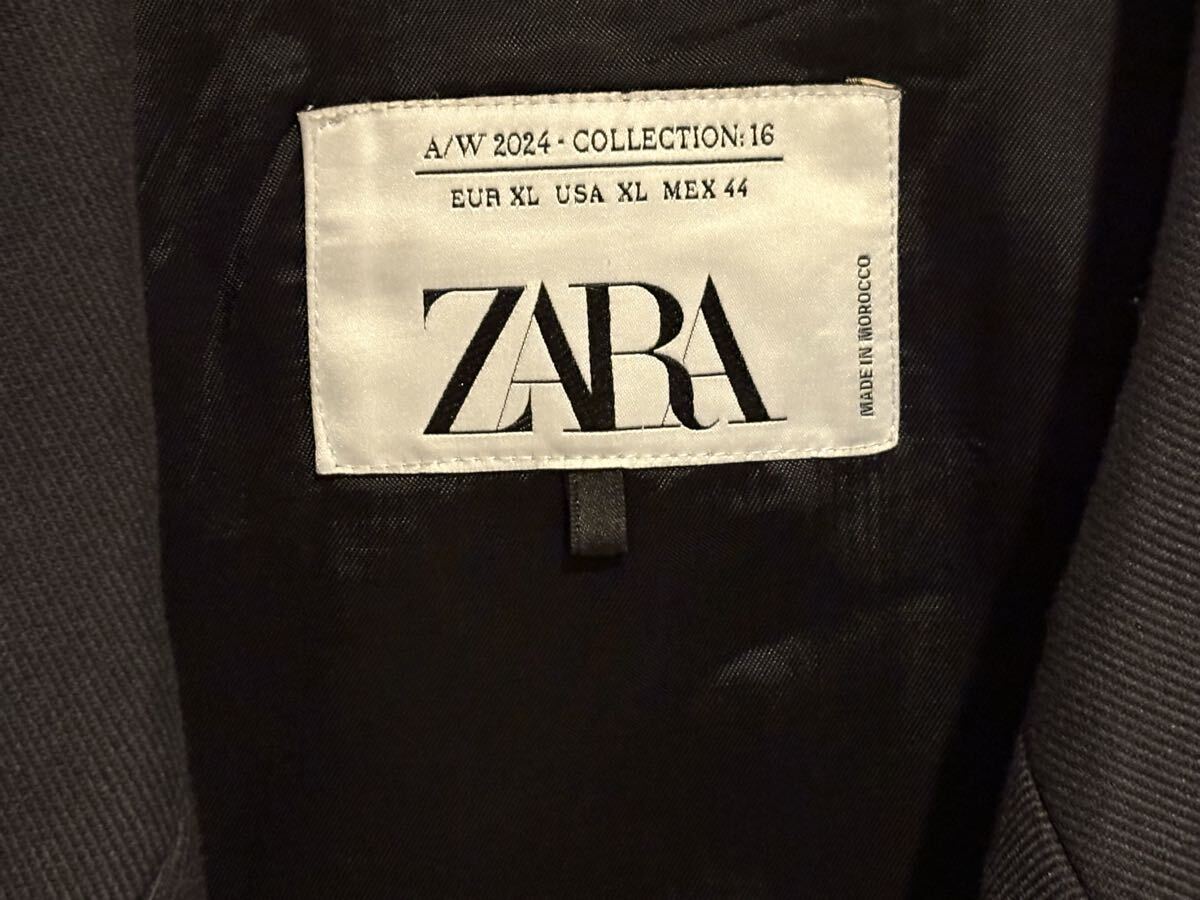 A/W 2024 - COLLECTION: 16
EUR XL USA XL MEX 44
ZARA
MADE IN MOROCCO